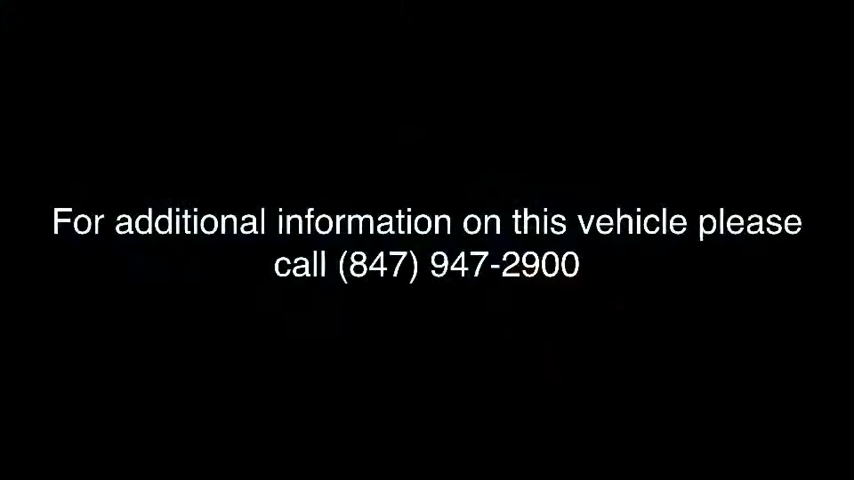 For additional information on this vehicle please
call (847) 947-2900